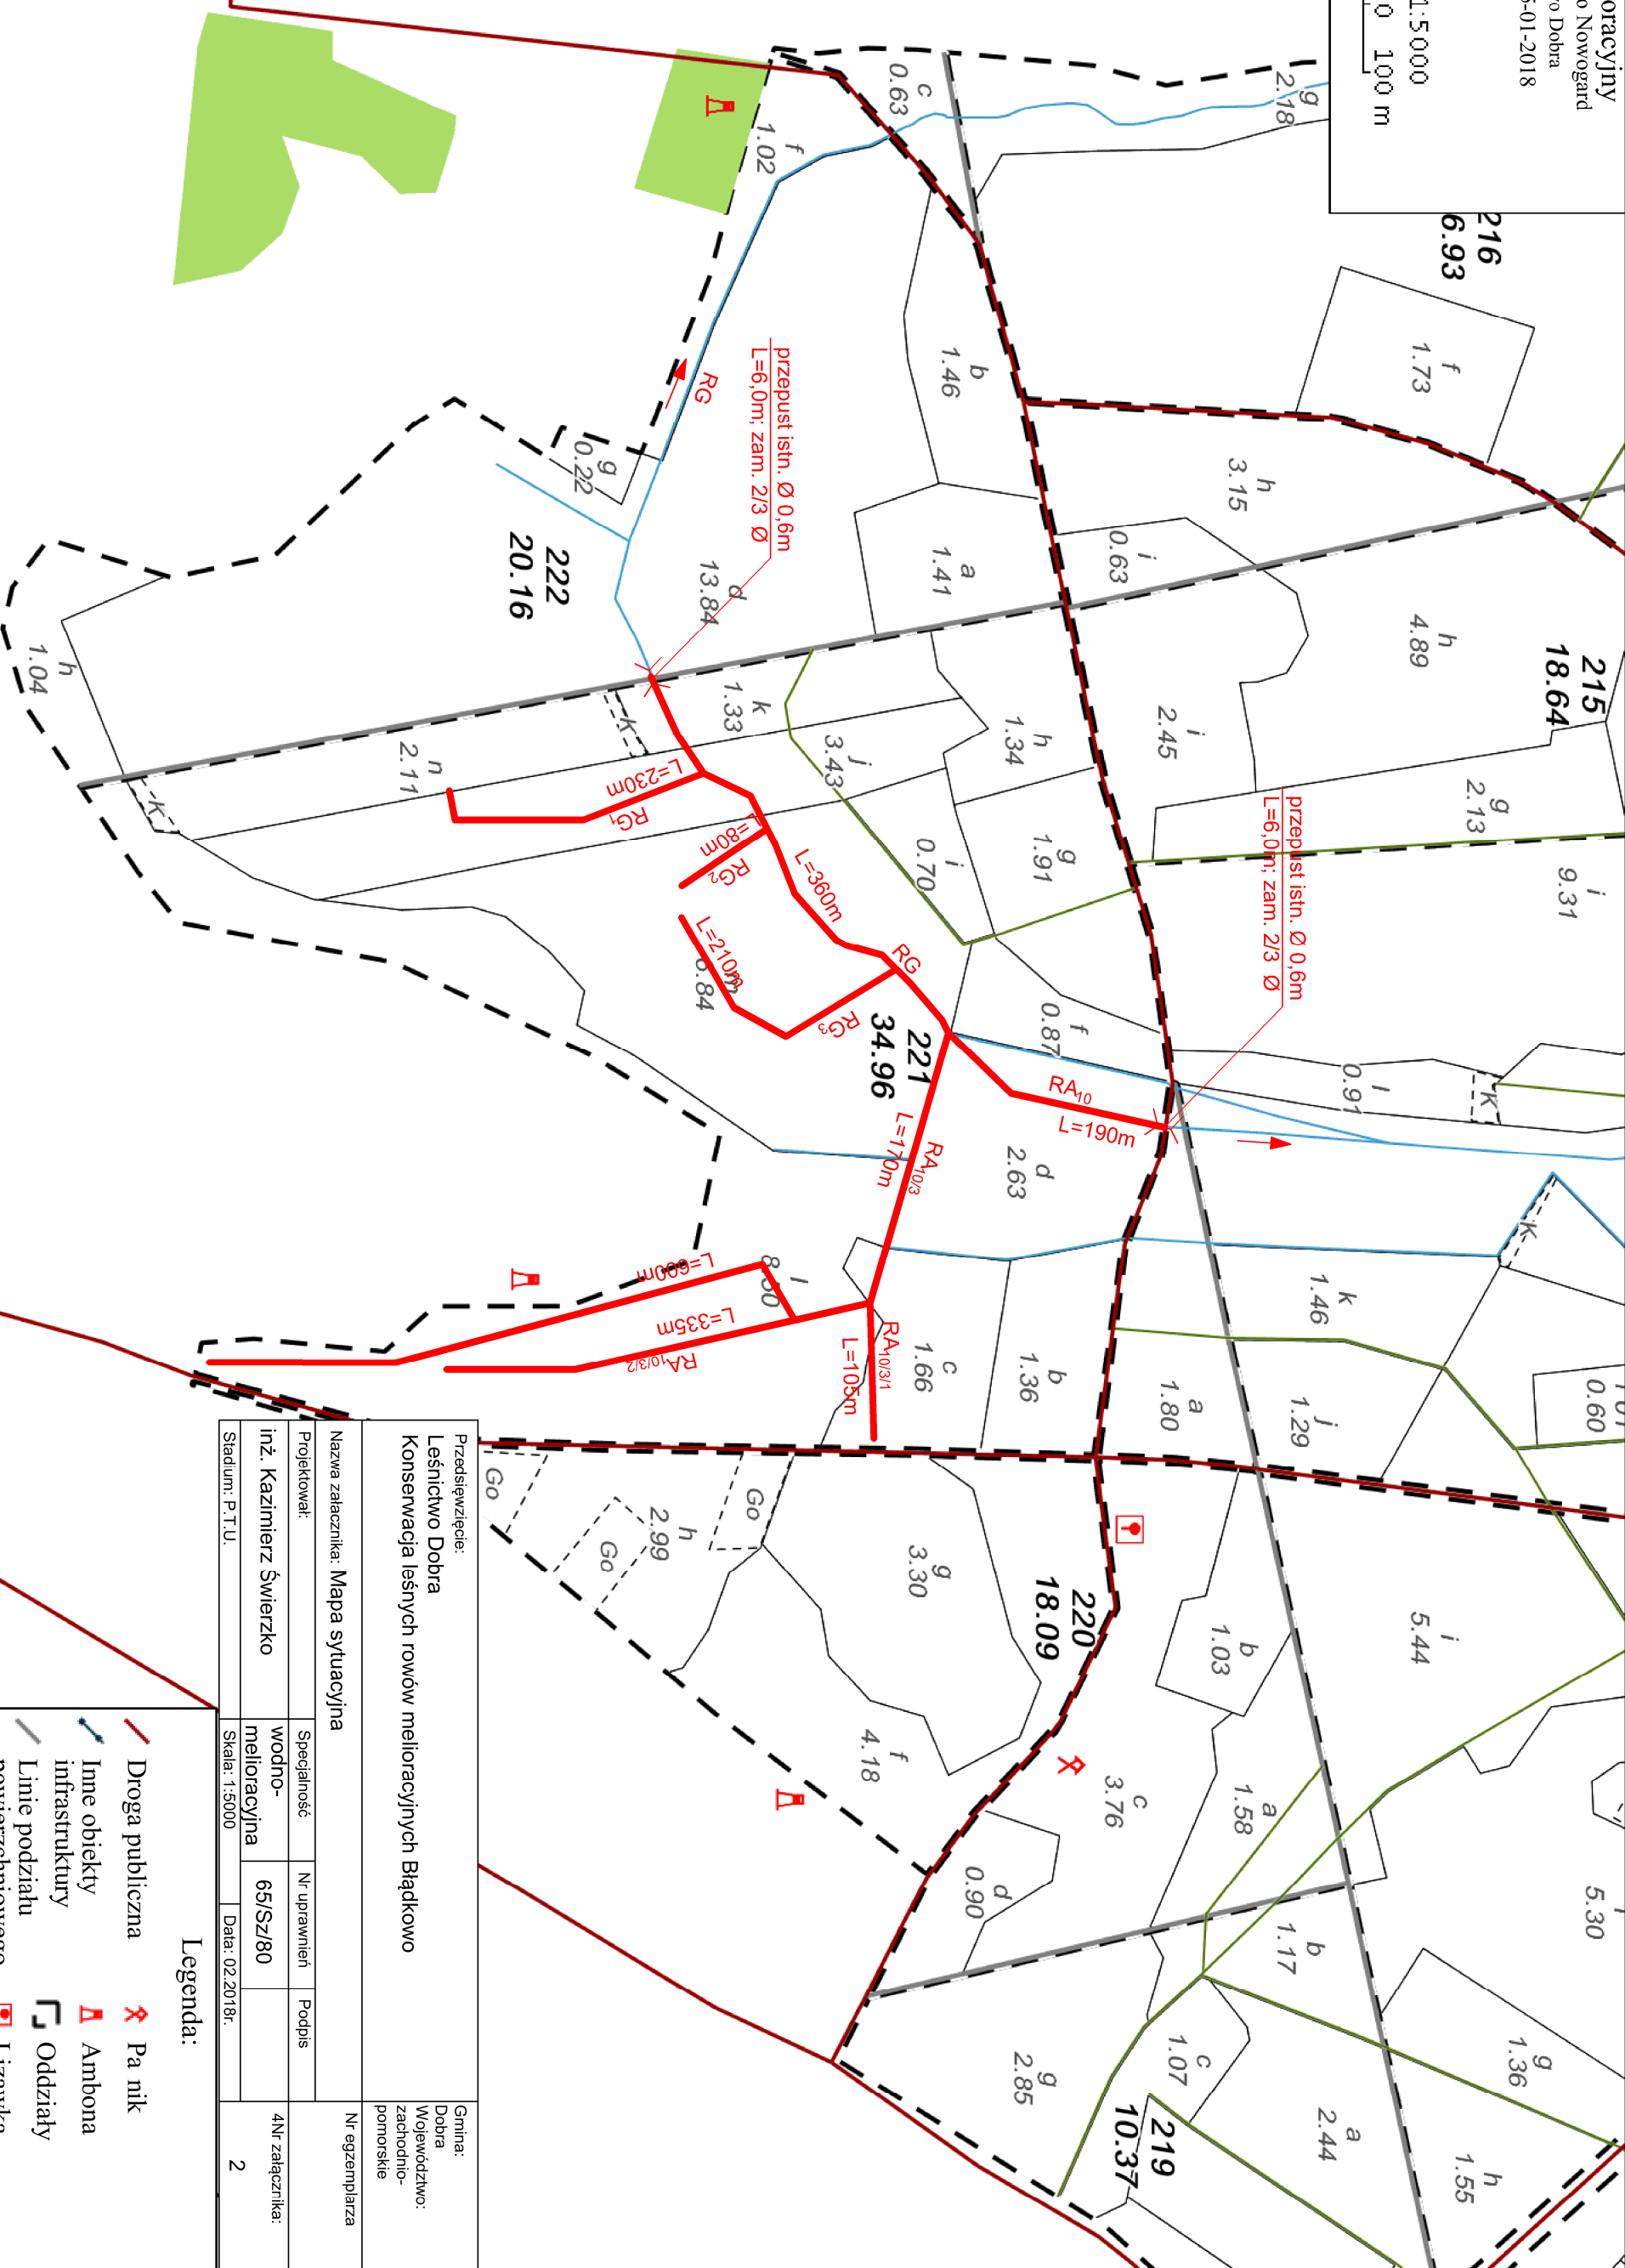 oracyjny
o Nowogard
o Dobra
-01-2018
1:5000
0 100 m
216
6.93
g
2.18
c
0.63
f
1.02
f
1.73
b
1.46
h
3.15
RG
przepust istn. Ø 0,6m
L=6,0m; zam. 2/3 Ø
g
0.22
222
20.16
d
13.84
a
1.41
i
0.63
h
4.89
215
18.64
h
1.04
k
1.33
K
h
1.34
i
2.45
j
3.43
n
2.11
K
L=230m
RG1
L=80m
RG2
L=360m
g
2.13
i
9.31
g
1.91
i
0.70
przepust istn. Ø 0,6m
L=6,0m; zam. 2/3 Ø
L=210m
m
RG3
RG
221
34.96
f
0.87
l
0.91
K
RA10
L=190m
RA10/3
L=170m
d
2.63
K
l
L=600m
L=335m
RA10/3/2
RA10/3/1
L=105m
c
1.66
b
1.36
k
1.46
a
1.80
j
1.29
0.60
Go
Go
Go
h
2.99
g
3.30
220
18.09
b
1.03
i
5.44
f
4.18
c
3.76
a
1.58
d
0.90
b
1.17
5.30
g
2.85
c
1.07
219
10.37
a
2.44
g
1.36
h
1.55
Przedsięwzięcie:
Leśnictwo Dobra
Konserwacja leśnych rowów melioracyjnych Błądkowo
Gmina:
Dobra
Województwo:
zachodnio-
pomorskie
Nazwa załacznika: Mapa sytuacyjna
Nr egzemplarza
Projektował:
Specjalność
Nr uprawnień
Podpis
inż. Kazimierz Świerzko
wodno-
melioracyjna
65/Sz/80
4Nr załącznika:
2
Stadium: P.T.U.
Skala: 1:5000
Data: 02.2018r.
Legenda:
Droga publiczna
Inne obiekty
infrastruktury
Linie podziału
powierzchniowego
Pa nik
Ambona
Oddziały
Lizawka